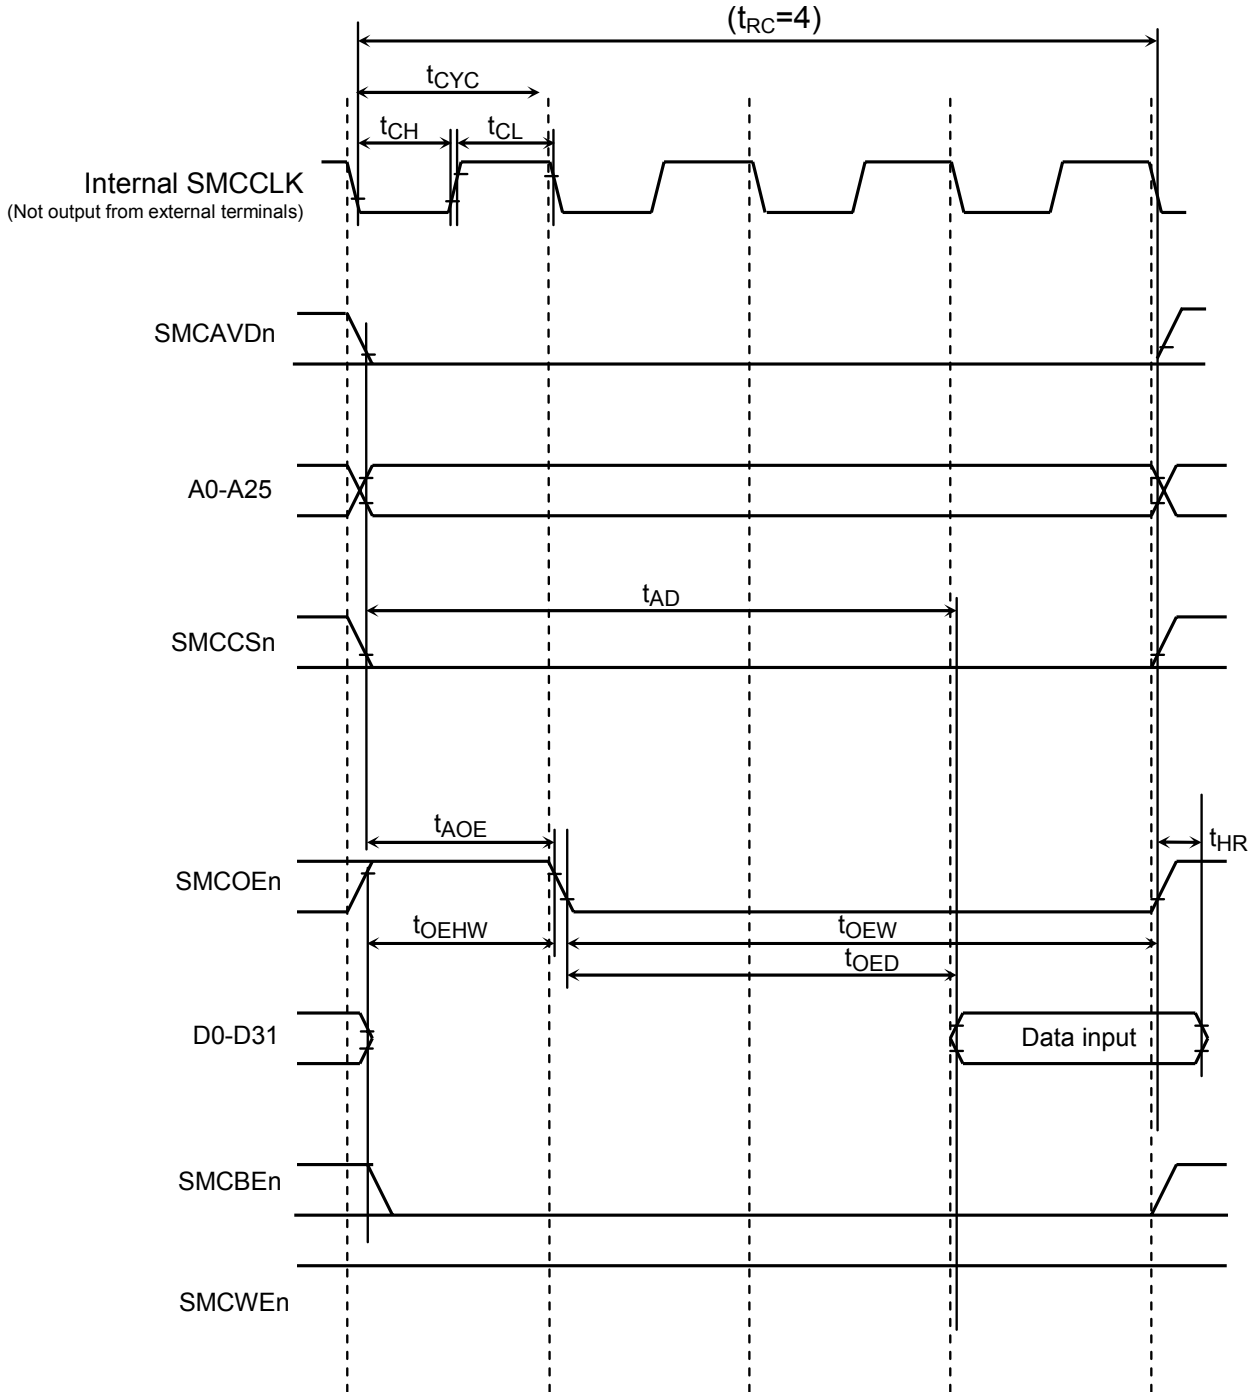 (tRC=4)
tCYC
tCH
tCL
Internal SMCCLK
(Not output from external terminals)
SMCAVDn
A0-A25
tAD
SMCCSn
tAOE
tHR
SMCOEn
tOEHW
tOEW
tOED
D0-D31
Data input
SMCBEn
SMCWEn